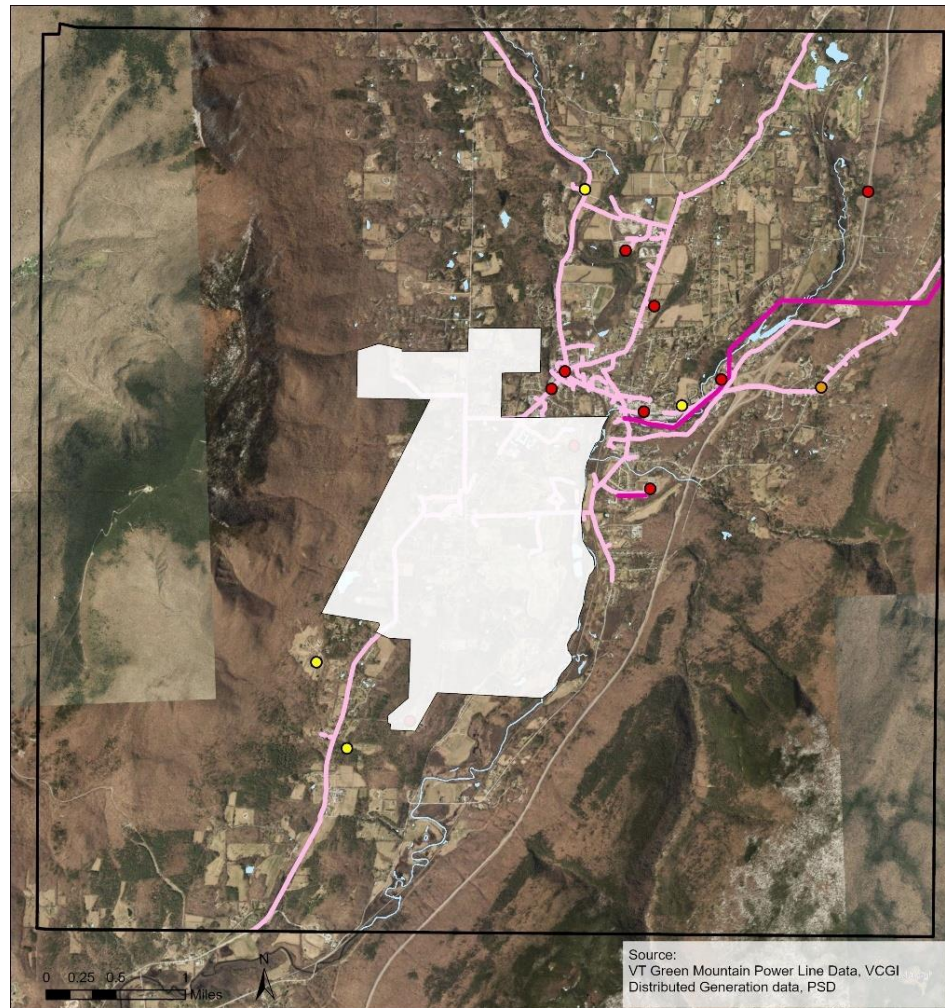 0 0.25 0.5 1
Miles
N
Source:
VT Green Mountain Power Line Data, VCGI
Distributed Generation data, PSD